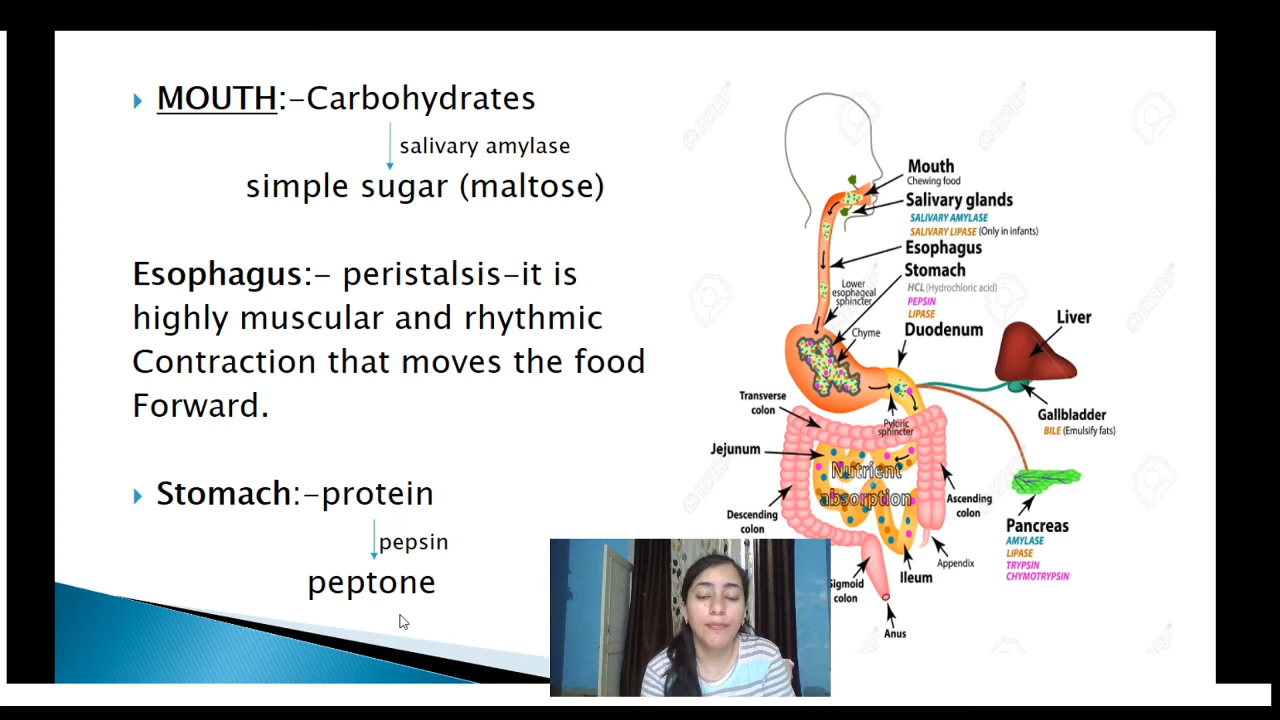 MOUTH:-Carbohydrates
salivary amylase
simple sugar (maltose)
Esophagus:- peristalsis-it is
highly muscular and rhythmic
Contraction that moves the food
Forward.
Stomach:-protein
pepsin
peptone
Mouth
Chewing food
Salivary glands
SALIVARY AMYLASE
SALIVARY LIPASE (Only in infants)
Esophagus
Stomach
HCL (Hydrochloric acid)
PEPSIN
LIPASE
Lower
esophageal
sphincter
Chyme
Duodenum
Liver
Gallbladder
BILE (Emulsify fats)
Transverse
colon
Pyloric
sphincter
Jejunum
Nutrient
absorption
Descending
colon
Ascending
colon
Pancreas
AMYLASE
LIPASE
TRYPSIN
CHYMOTRYPSIN
Appendix
Ileum
Sigmoid
colon
Anus